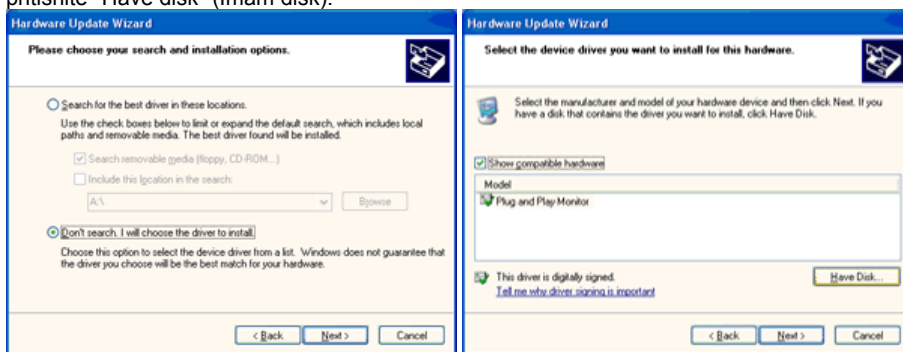 pritisnite "Have disk" (Imam disk).
Hardware Update Wizard
Please choose your search and installation options.
Search for the best driver in these locations.
Use the check boxes below to limit or expand the default search, which includes local
paths and removable media. The best driver found will be installed.
Search removable media (floppy, CD-ROM...)
Include this location in the search:
A:\
Browse
Don't search. I will choose the driver to install.
Choose this option to select the device driver from a list. Windows does not guarantee that
the driver you choose will be the best match for your hardware.
< Back
Next >
Cancel
Hardware Update Wizard
Select the device driver you want to install for this hardware.
Select the manufacturer and model of your hardware device and then click Next. If you
have a disk that contains the driver you want to install, click Have Disk.
Show compatible hardware
Model
Plug and Play Monitor
This driver is digitally signed.
Tell me why driver signing is important
Have Disk...
< Back
Next >
Cancel